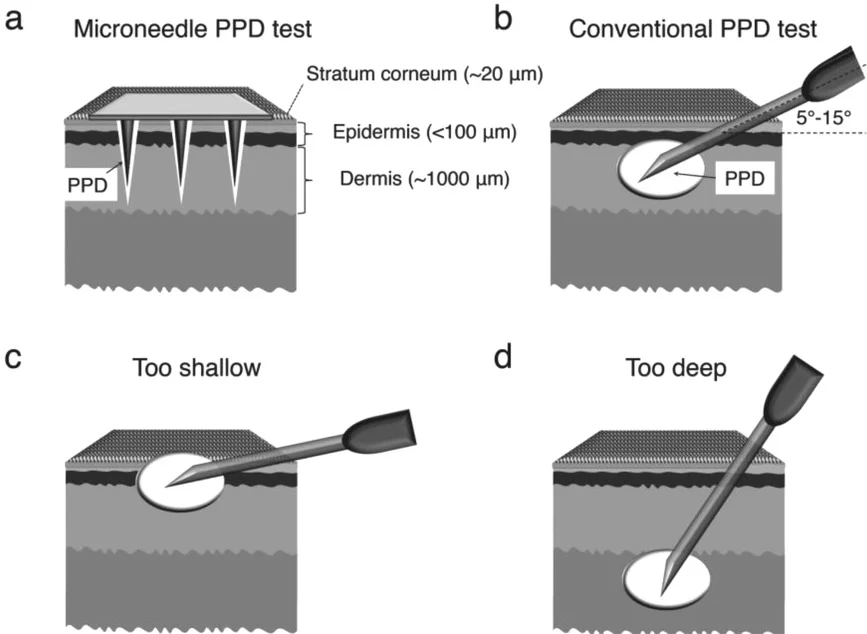 a
Microneedle PPD test
Stratum corneum (~20 μm)
Epidermis (<100 μm)
Dermis (~1000 μm)
PPD
b
Conventional PPD test
5°-15°
PPD
c
Too shallow
d
Too deep